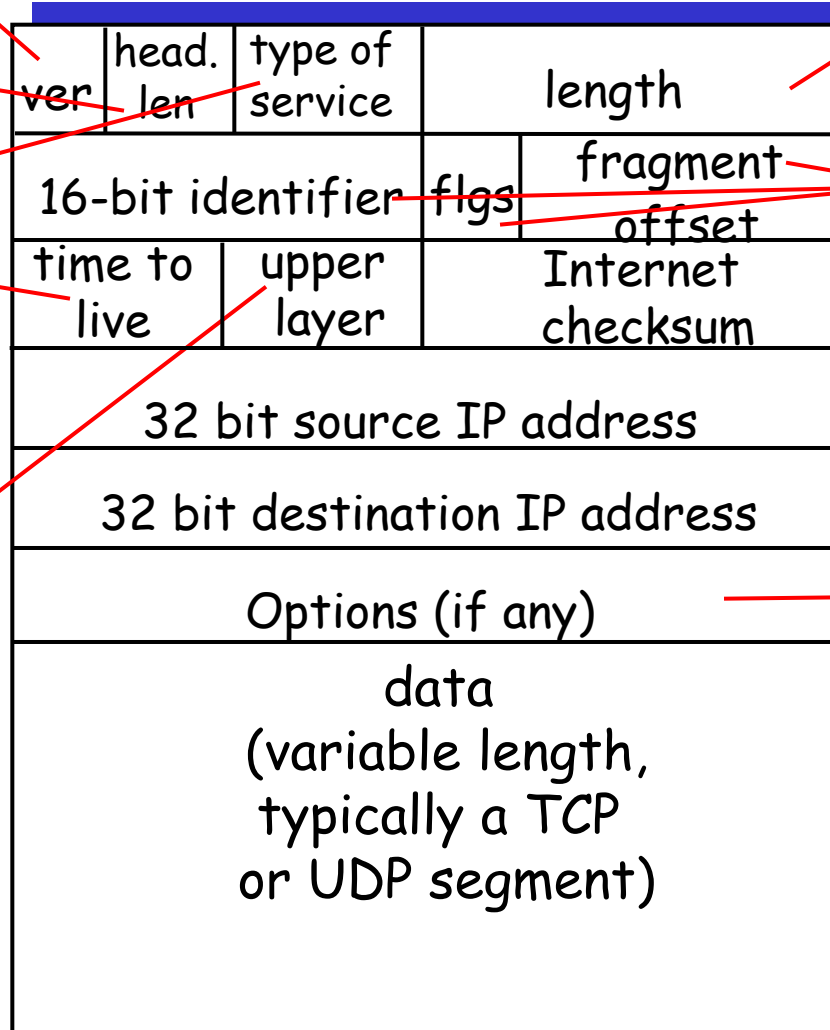 ver
head.
len
type of
service
length
16-bit identifier
flgs
fragment
offset
time to
live
upper
layer
Internet
checksum
32 bit source IP address
32 bit destination IP address
Options (if any)
data
(variable length,
typically a TCP
or UDP segment)